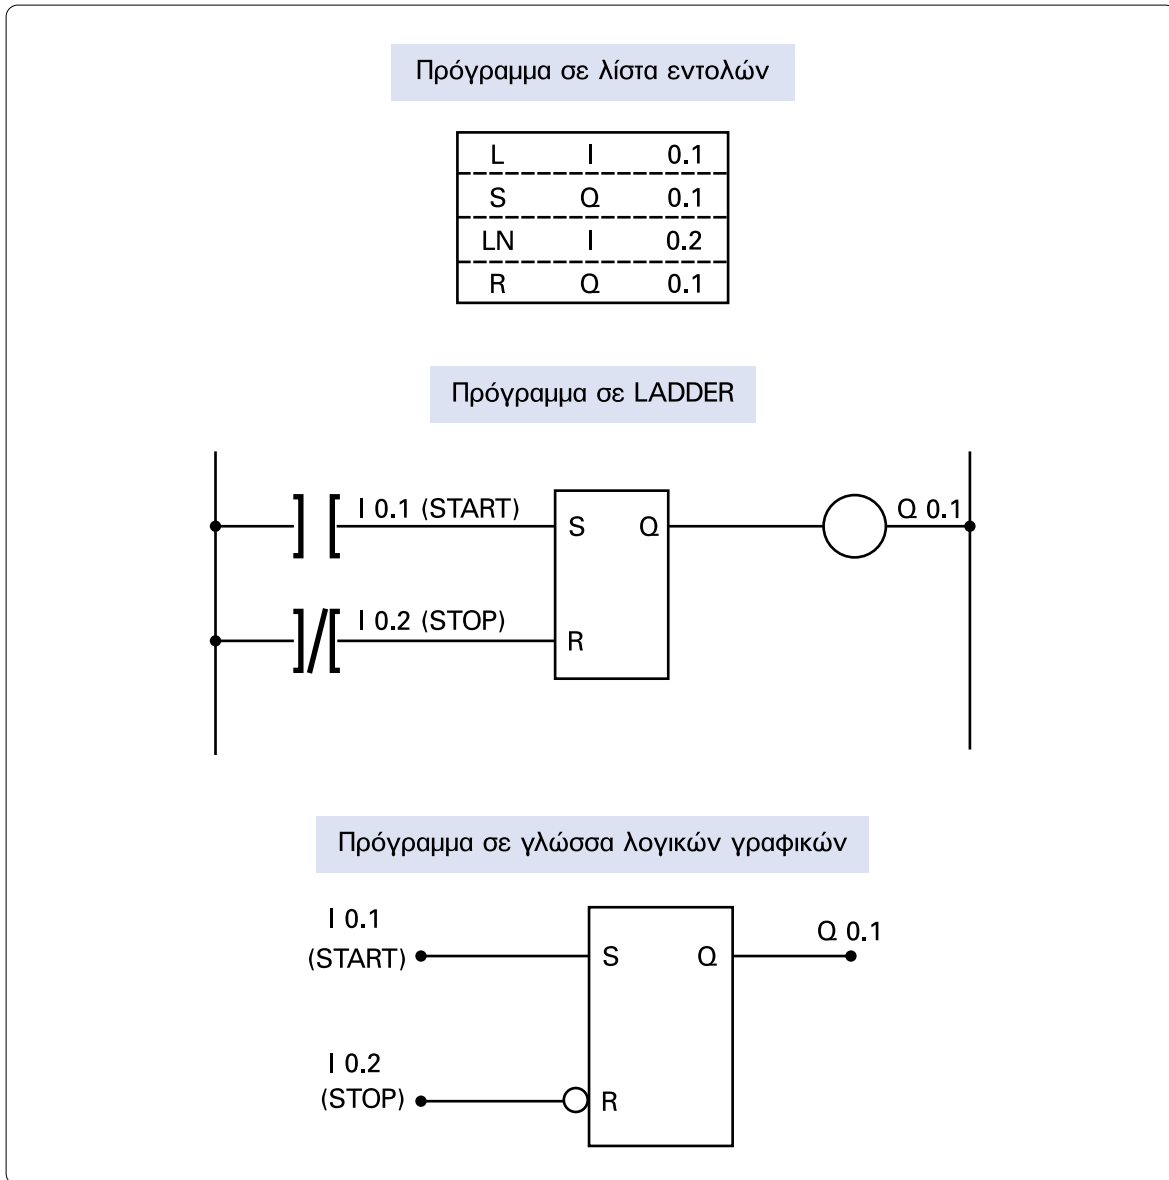 Πρόγραμμα σε λίστα εντολών
L I 0.1
S Q 0.1
LN I 0.2
R Q 0.1
Πρόγραμμα σε LADDER
I 0.1 (START)
S Q
Q 0.1
I 0.2 (STOP)
R
Πρόγραμμα σε γλώσσα λογικών γραφικών
I 0.1
(START)
S Q
Q 0.1
I 0.2
(STOP)
R